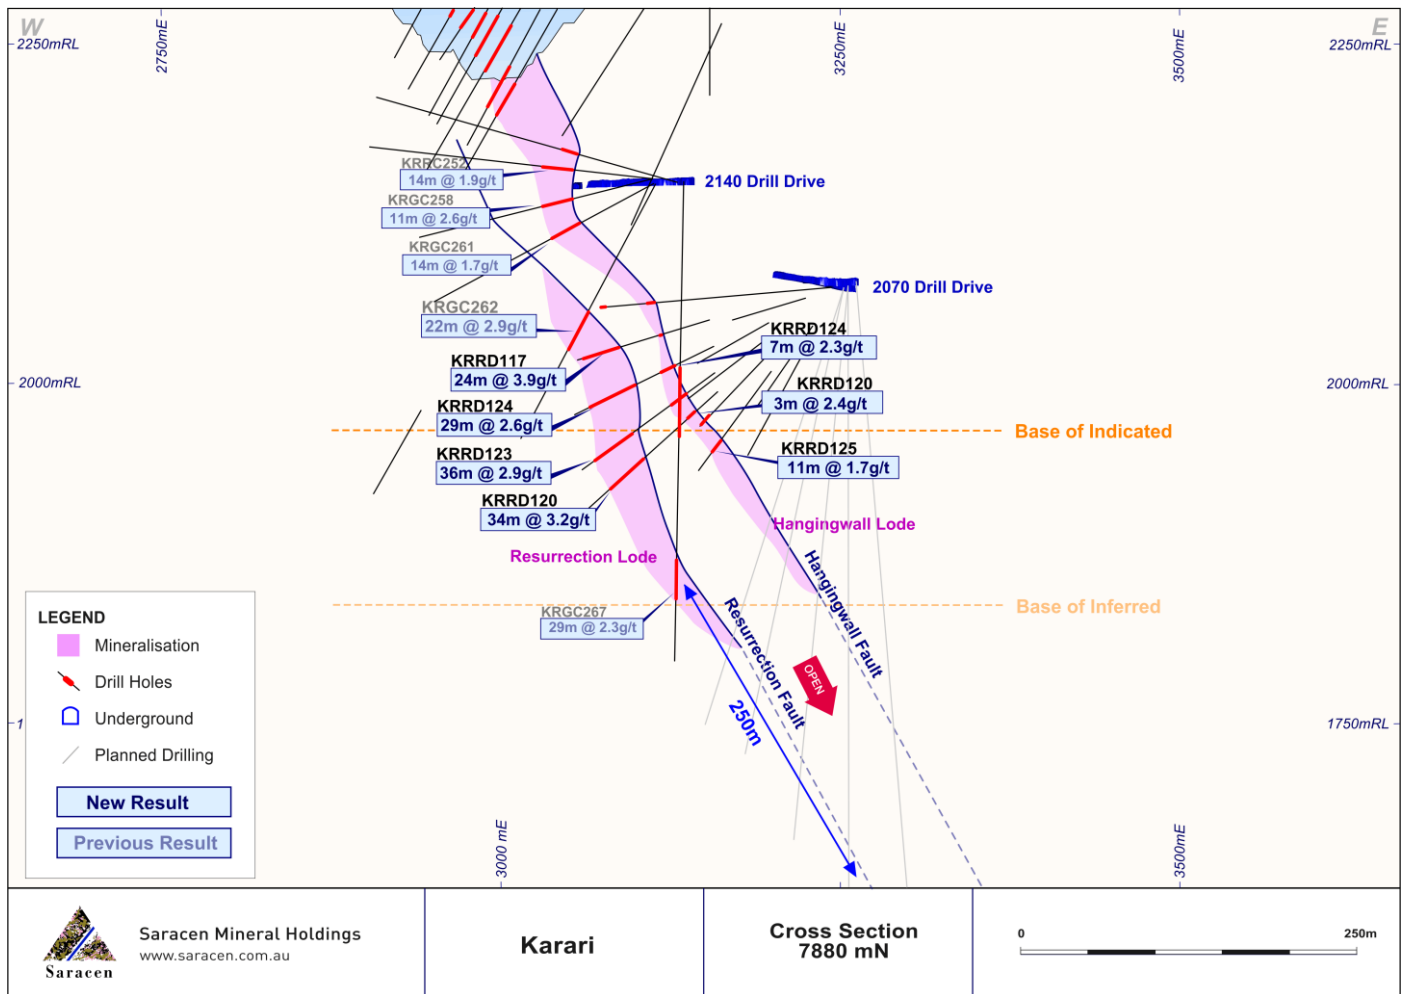 W
E
2250mRL
2750mE
3250mE
3500mE
2250mRL
KRRC252
14m @ 1.9g/t
2140 Drill Drive
KRGC258
11m @ 2.6g/t
KRGC261
14m @ 1.7g/t
2070 Drill Drive
KRGC262
22m @ 2.9g/t
KRRD124
7m @ 2.3g/t
KRRD117
24m @ 3.9g/t
2000mRL
2000mRL
KRRD120
3m @ 2.4g/t
KRRD124
29m @ 2.6g/t
Base of Indicated
KRRD123
36m @ 2.9g/t
KRRD125
11m @ 1.7g/t
KRRD120
34m @ 3.2g/t
Hangingwall Lode
Resurrection Lode
Hangingwall Fault
Resurrection Fault
KRGC267
29m @ 2.3g/t
Base of Inferred
OPEN
250m
1
1750mRL
LEGEND
Mineralisation
Drill Holes
Underground
Planned Drilling
New Result
Previous Result
3000 mE
3500mE
Saracen
Saracen Mineral Holdings
www.saracen.com.au
Karari
Cross Section
7880 mN
0
250m